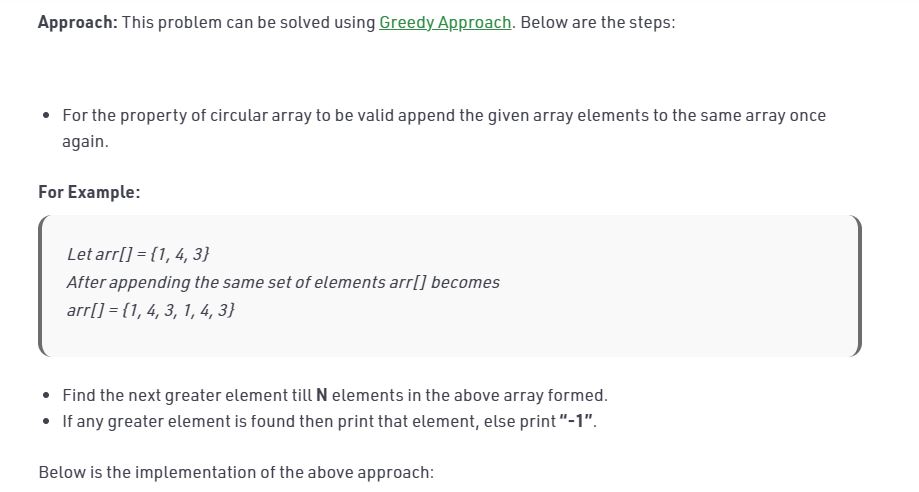 Approach: This problem can be solved using Greedy Approach. Below are the steps:
• For the property of circular array to be valid append the given array elements to the same array once
again.
For Example:
Let arr[] = {1, 4, 3}
After appending the same set of elements arr[] becomes
arr[] = {1, 4, 3, 1, 4, 3}
• Find the next greater element till N elements in the above array formed.
• If any greater element is found then print that element, else print “-1”.
Below is the implementation of the above approach: